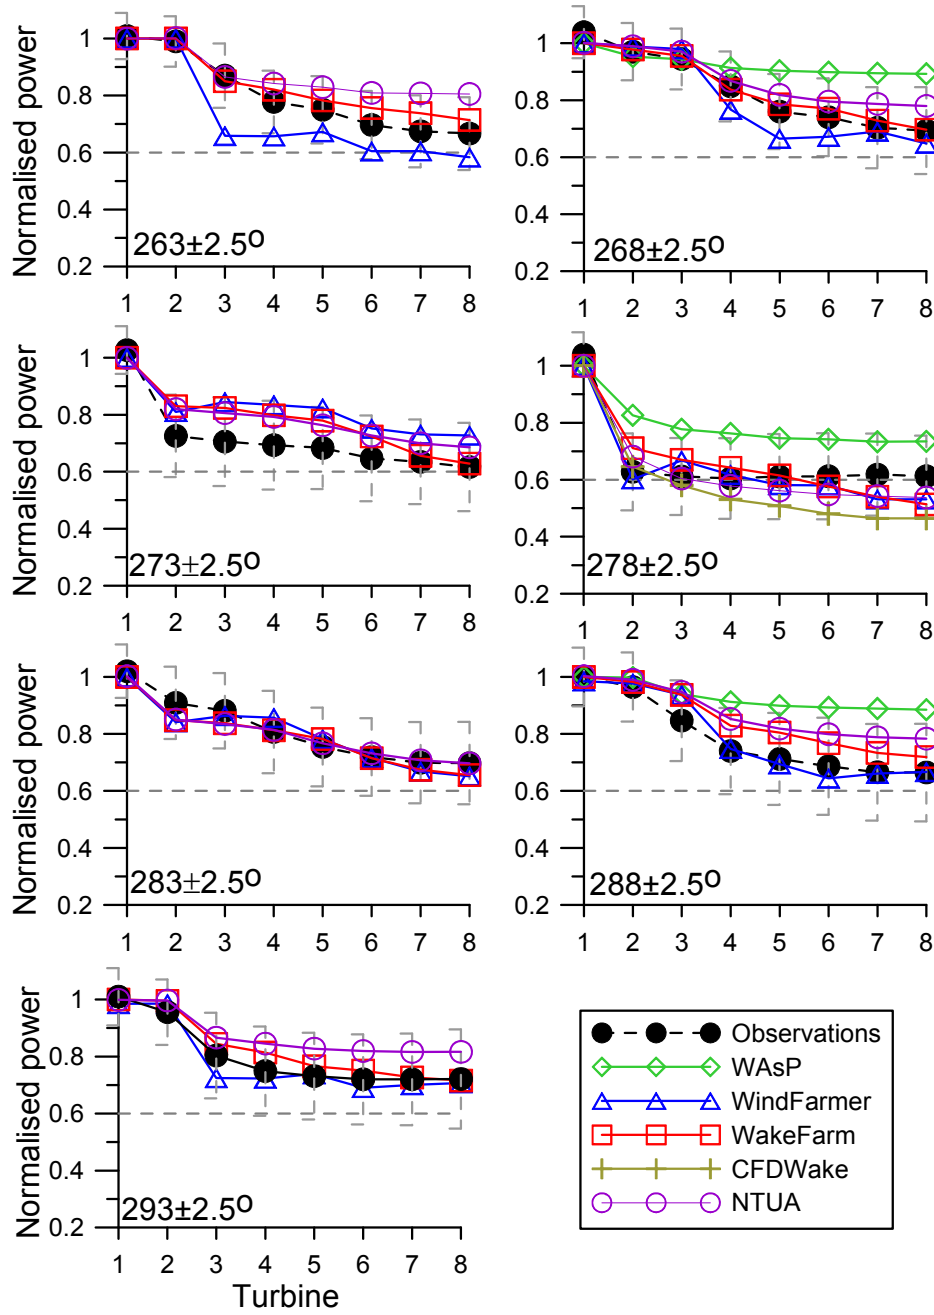 Normalised power
1
0.8
0.6
0.4
0.2
263±2.5º
1 2 3 4 5 6 7 8
1
0.8
0.6
0.4
0.2
268±2.5º
1 2 3 4 5 6 7 8
Normalised power
1
0.8
0.6
0.4
0.2
273±2.5º
1 2 3 4 5 6 7 8
1
0.8
0.6
0.4
0.2
278±2.5º
1 2 3 4 5 6 7 8
Normalised power
1
0.8
0.6
0.4
0.2
283±2.5º
1 2 3 4 5 6 7 8
1
0.8
0.6
0.4
0.2
288±2.5º
1 2 3 4 5 6 7 8
Normalised power
1
0.8
0.6
0.4
0.2
293±2.5º
1 2 3 4 5 6 7 8
Turbine
Observations
WAsP
WindFarmer
WakeFarm
CFDWake
NTUA